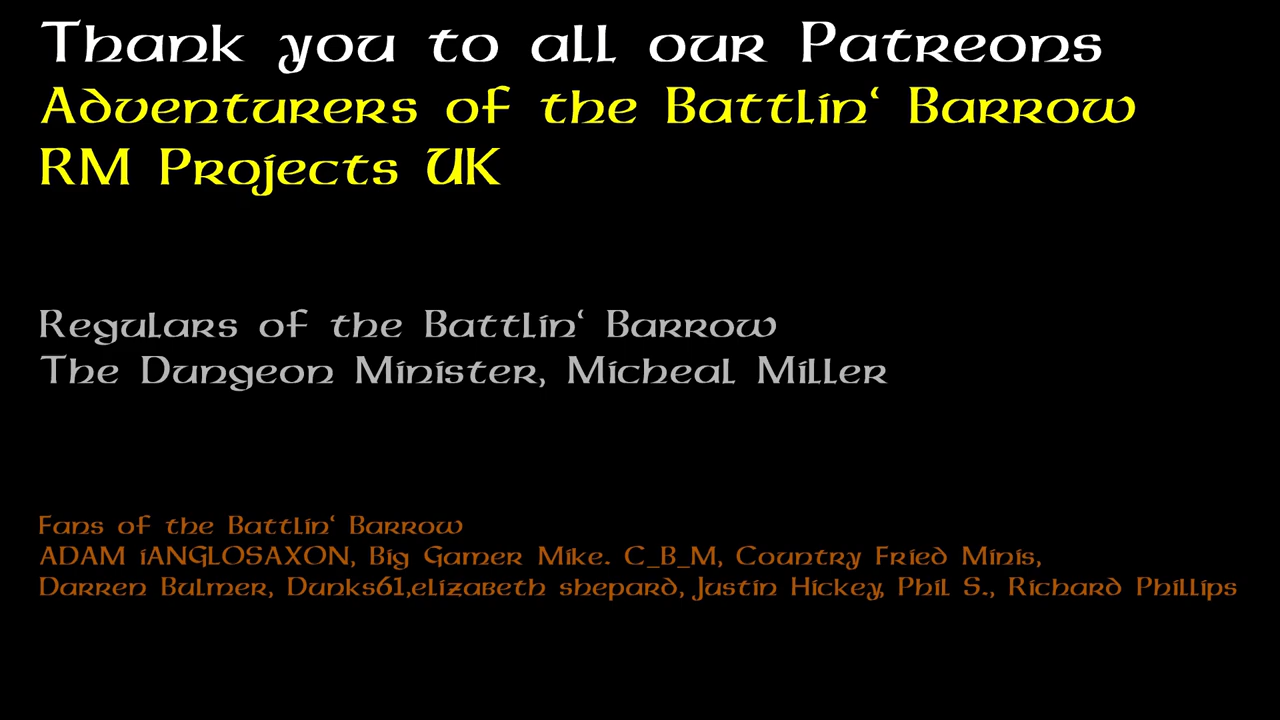 Thank you to all our Patreons
Adventurers of the Battlin‘ Barrow
RM Projects UK
Regulars of the Battlin‘ Barrow
The Dungeon Minister, Micheal Miller
Fans of the Battlin‘ Barrow
ADAM iANGLOSAXON, Big Gamer Mike. C_B_M, Country Fried Minis,
Darren Bulmer, Dunks61,elizabeth shepard, Justin Hickey, Phil S., Richard Phillips